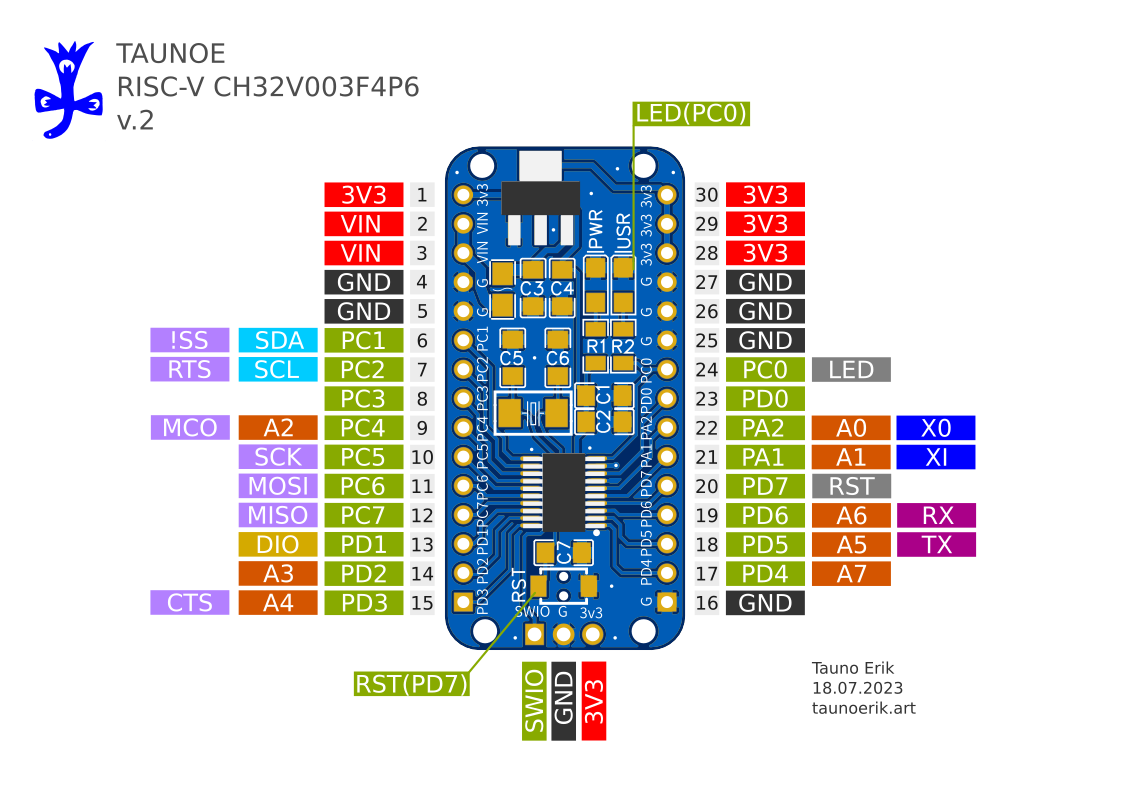 TAUNOE
RISC-V CH32V003F4P6
v.2
LED(PC0)
3V3 1 3v3 3v3 30 3V3
VIN 2 VIN PWR USR 3v3 29 3V3
VIN 3 VIN 3v3 28 3V3
GND 4 G C3 C4 G 27 GND
GND 5 G G 26 GND
!SS SDA PC1 6 PC1 C5 C6 R1 R2 G 25 GND
RTS SCL PC2 7 PC2 PC0 24 PC0 LED
PC3 8 PC3 C2 C1 PD0 23 PD0
MCO A2 PC4 9 PC4 PA2 22 PA2 A0 X0
SCK PC5 10 PC5 PA1 21 PA1 A1 XI
MOSI PC6 11 PC6 PD7 20 PD7 RST
MISO PC7 12 PC7 PD6 19 PD6 A6 RX
DIO PD1 13 PD1 C7 PD5 18 PD5 A5 TX
A3 PD2 14 PD2 RST PD4 17 PD4 A7
CTS A4 PD3 15 PD3 G 16 GND
SWIO G 3v3
RST(PD7)
SWIO GND 3V3
Tauno Erik
18.07.2023
taunoerik.art